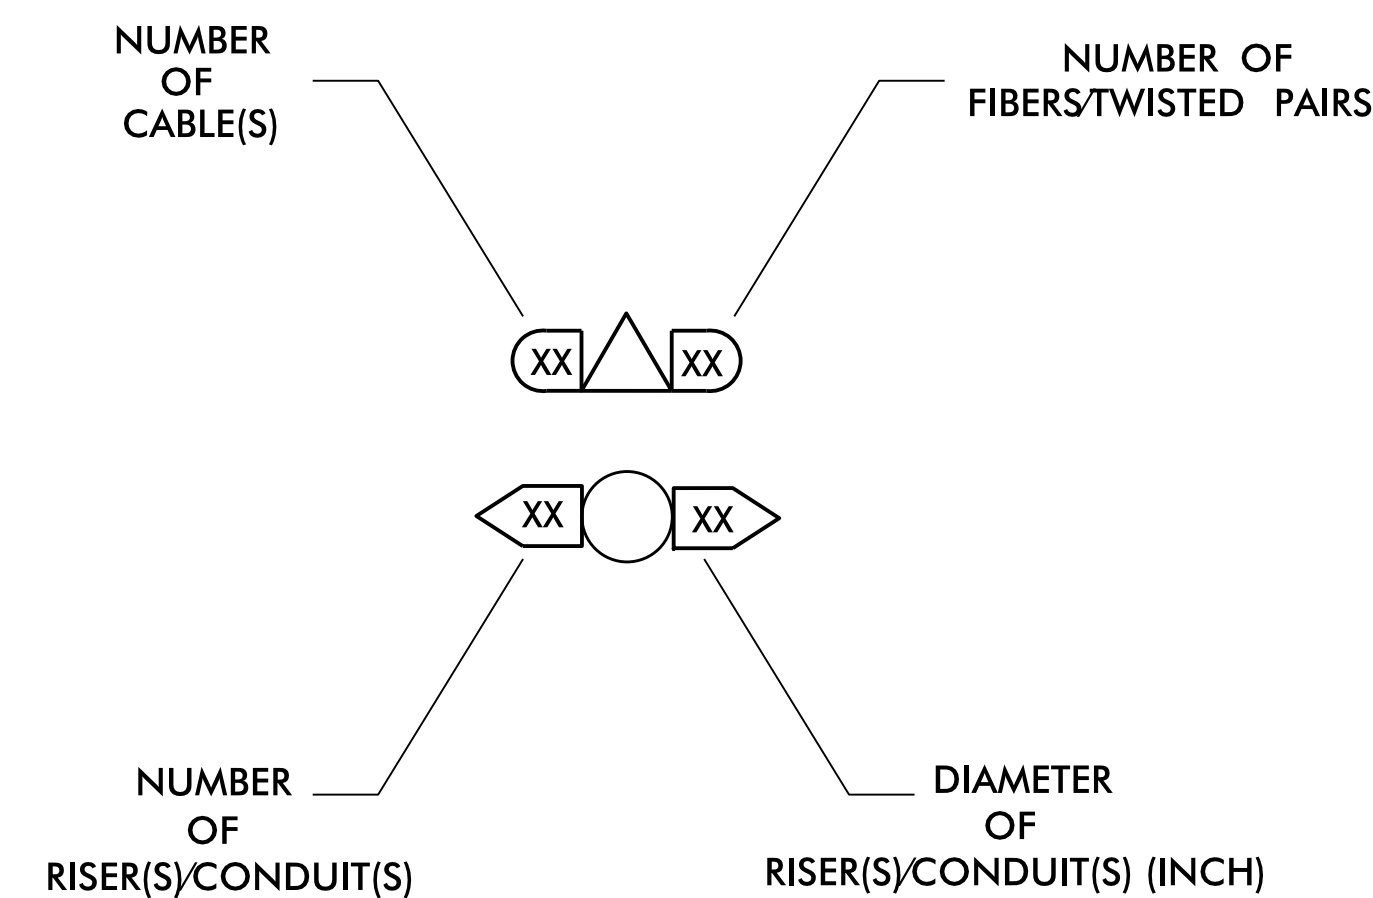 NUMBER
OF
CABLE(S)
NUMBER OF
FIBERS/TWISTED PAIRS
XX XX
XX XX
NUMBER
OF
RISER(S)/CONDUIT(S)
DIAMETER
OF
RISER(S)/CONDUIT(S) (INCH)